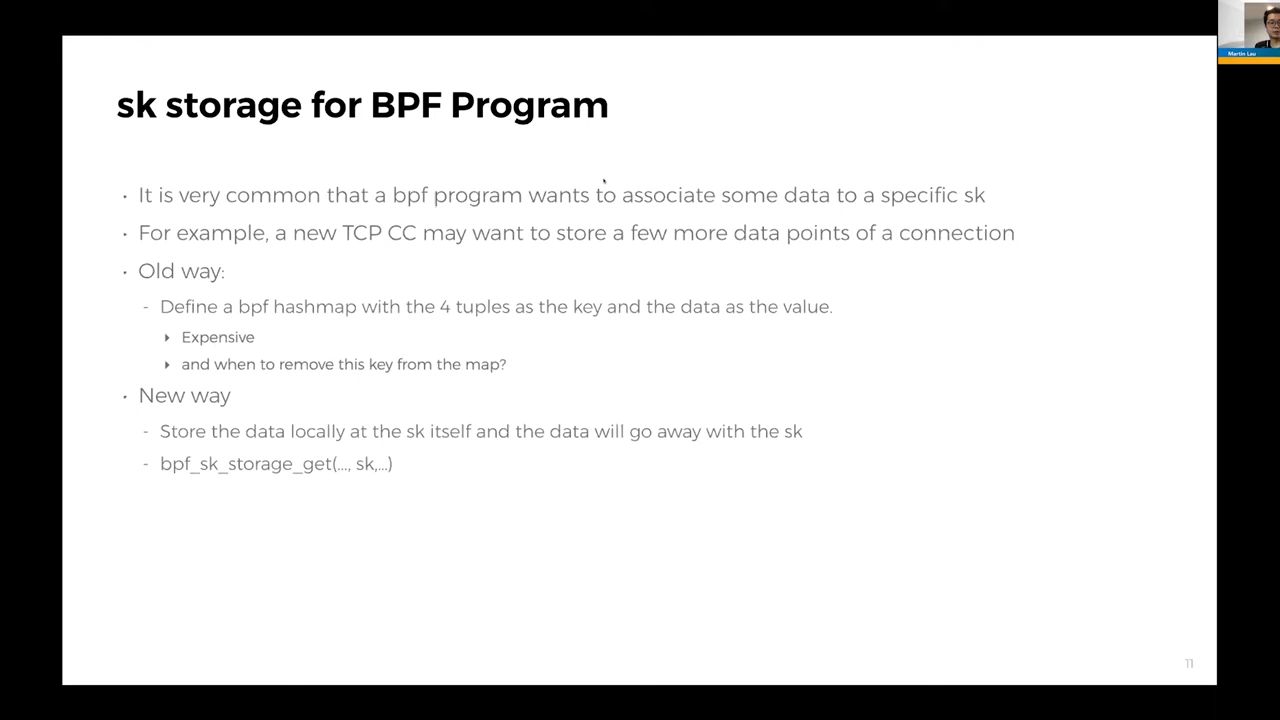 sk storage for BPF Program
• It is very common that a bpf program wants to associate some data to a specific sk
• For example, a new TCP CC may want to store a few more data points of a connection
• Old way:
- Define a bpf hashmap with the 4 tuples as the key and the data as the value.
‣ Expensive
‣ and when to remove this key from the map?
• New way
- Store the data locally at the sk itself and the data will go away with the sk
- bpf_sk_storage_get(..., sk,...)
11
Martin Lau